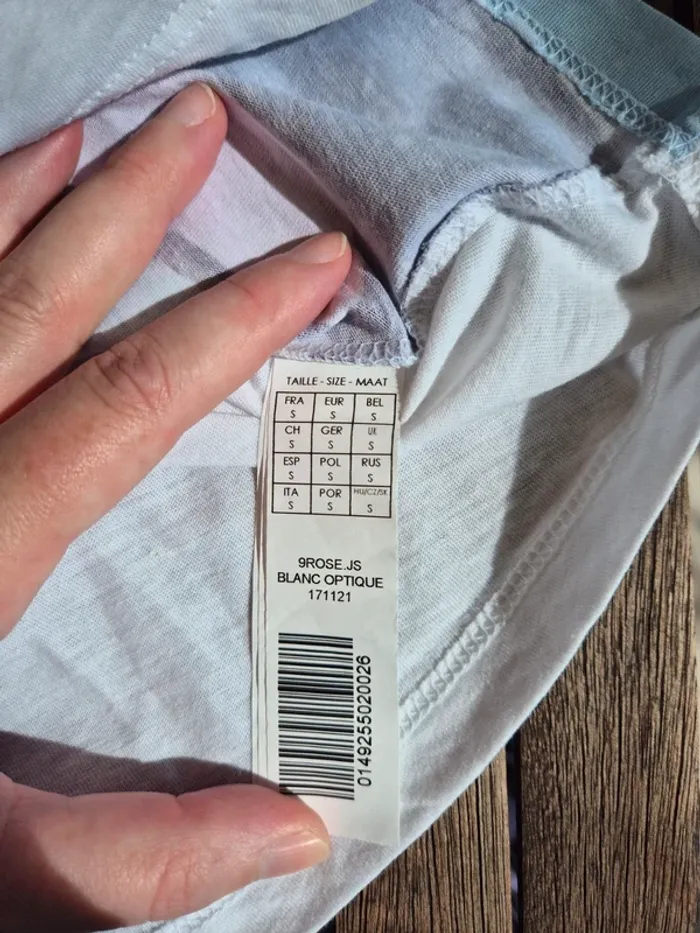 TAILLE - SIZE - MAAT
FRA EUR BEL
S S S
CH GER UK
S S S
ESP POL RUS
S S S
ITA POR HU/CZ/SK
S S S
9ROSE.JS
BLANC OPTIQUE
171121
0149255020026